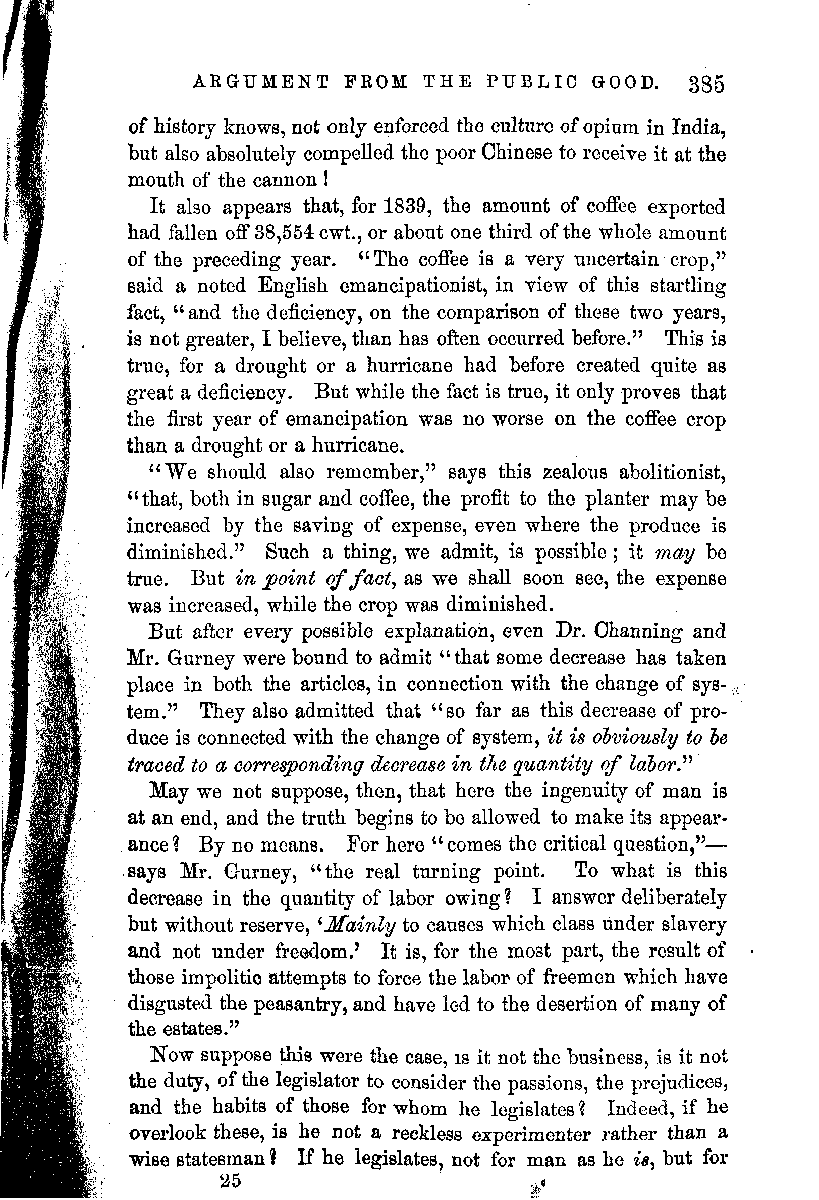 ARGUMENT FROM THE PUBLIC GOOD. 385
of history knows, not only enforced the culture of opium in India,
but also absolutely compelled the poor Chinese to receive it at the
mouth of the cannon!
It also appears that, for 1839, the amount of coffee exported
had fallen off 38,554 cwt., or about one third of the whole amount
of the preceding year. "The coffee is a very uncertain crop,"
said a noted English emancipationist, in view of this startling
fact, "and the deficiency, on the comparison of these two years,
is not greater, I believe, than has often occurred before." This is
true, for a drought or a hurricane had before created quite as
great a deficiency. But while the fact is true, it only proves that
the first year of emancipation was no worse on the coffee crop
than a drought or a hurricane.
"We should also remember," says this zealous abolitionist,
"that, both in sugar and coffee, the profit to the planter may be
increased by the saving of expense, even where the produce is
diminished." Such a thing, we admit, is possible; it may be
true. But in point of fact, as we shall soon see, the expense
was increased, while the crop was diminished.
But after every possible explanation, even Dr. Channing and
Mr. Gurney were bound to admit "that some decrease has taken
place in both the articles, in connection with the change of sys-
tem." They also admitted that "so far as this decrease of pro-
duce is connected with the change of system, it is obviously to be
traced to a corresponding decrease in the quantity of labor."
May we not suppose, then, that here the ingenuity of man is
at an end, and the truth begins to be allowed to make its appear-
ance? By no means. For here "comes the critical question,"—
says Mr. Gurney, "the real turning point. To what is this
decrease in the quantity of labor owing? I answer deliberately
but without reserve, 'Mainly to causes which class under slavery
and not under freedom.' It is, for the most part, the result of
those impolitic attempts to force the labor of freemen which have
disgusted the peasantry, and have led to the desertion of many of
the estates."
Now suppose this were the case, is it not the business, is it not
the duty, of the legislator to consider the passions, the prejudices,
and the habits of those for whom he legislates? Indeed, if he
overlook these, is he not a reckless experimenter rather than a
wise statesman? If he legislates, not for man as he is, but for
25